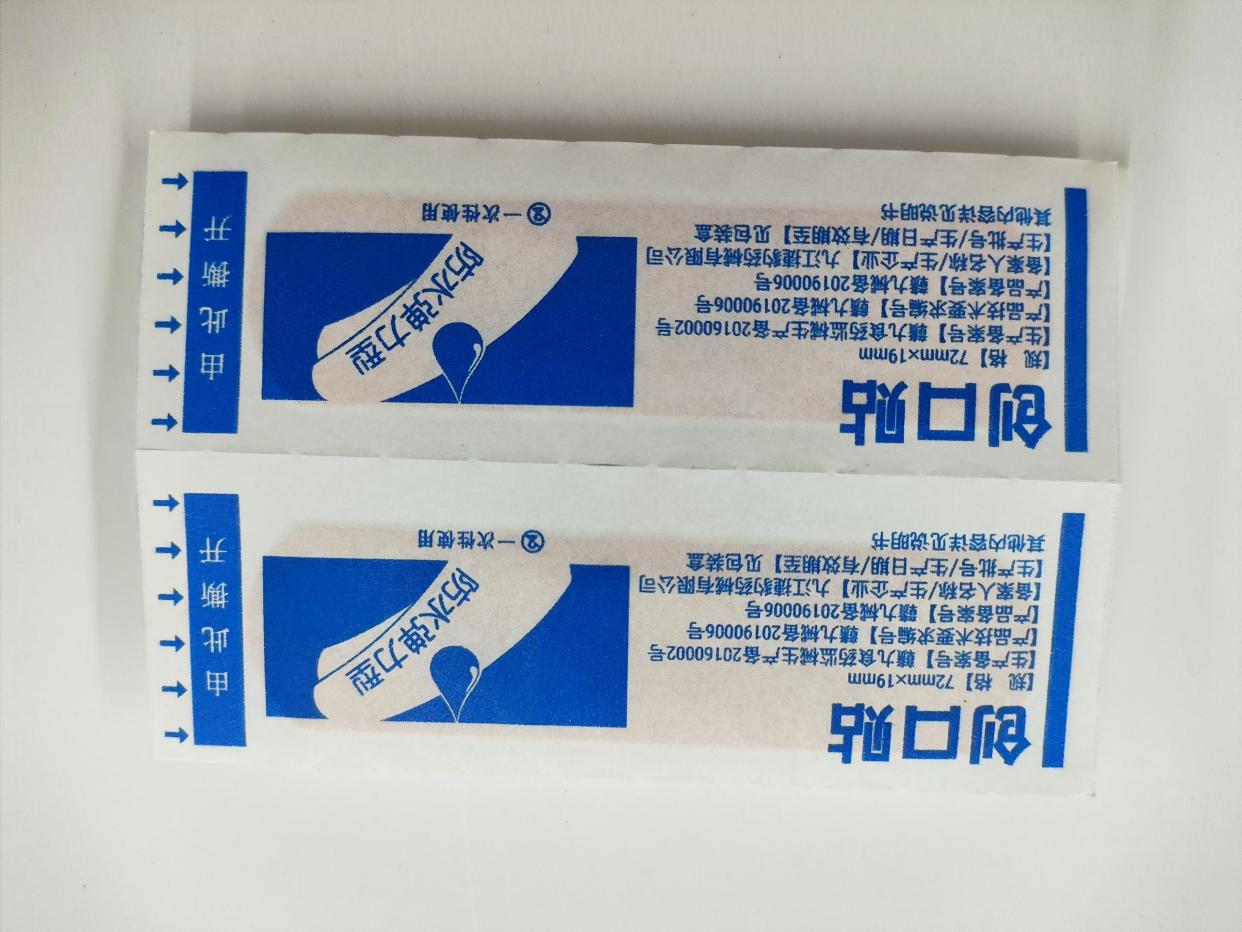 创口贴
【规 格】72mm×19mm
【生产备案号】赣九食药监械生产备20160002号
【产品技术要求编号】赣九械备20190006号
【产品备案号】赣九械备20190006号
【备案人名称/生产企业】九江捷豹药械有限公司
【生产批号/生产日期/有效期至】见包装盒
其他内容详见说明书
防水弹力型
② 一次性使用
由此撕开
创口贴
【规 格】72mm×19mm
【生产备案号】赣九食药监械生产备20160002号
【产品技术要求编号】赣九械备20190006号
【产品备案号】赣九械备20190006号
【备案人名称/生产企业】九江捷豹药械有限公司
【生产批号/生产日期/有效期至】见包装盒
其他内容详见说明书
防水弹力型
② 一次性使用
由此撕开